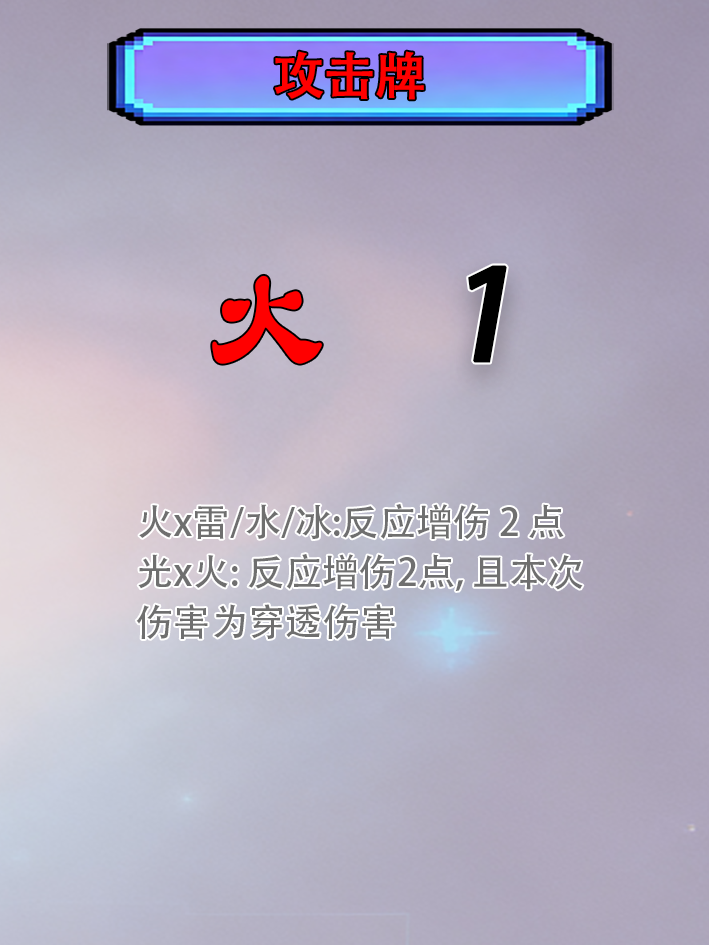 攻击牌
火 1
火x雷/水/冰:反应增伤 2 点
光x火: 反应增伤2点, 且本次
伤害为穿透伤害